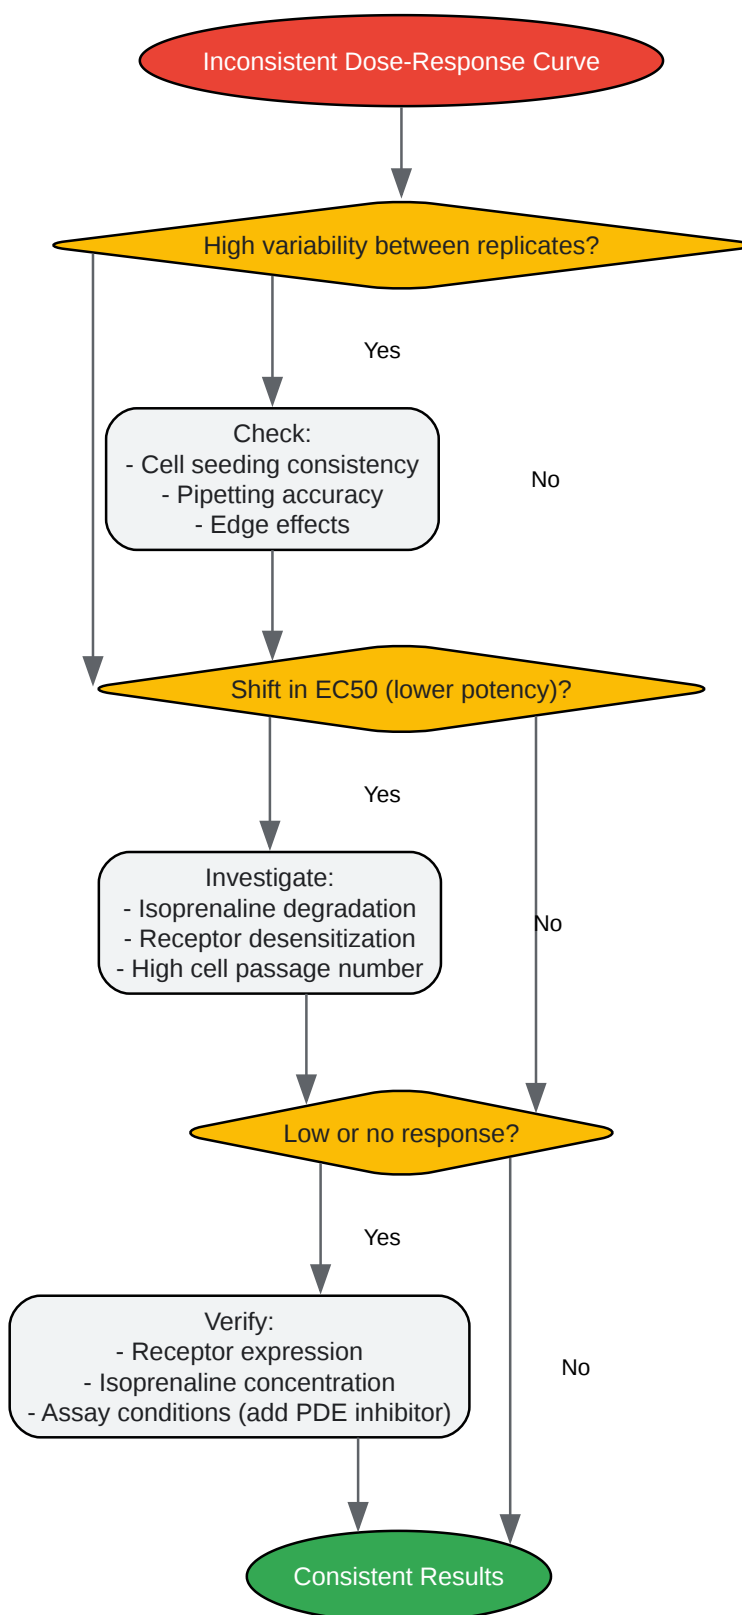 Inconsistent Dose-Response Curve
High variability between replicates?
Yes
Check:
- Cell seeding consistency
- Pipetting accuracy
- Edge effects
No
Shift in EC50 (lower potency)?
Yes
Investigate:
- Isoprenaline degradation
- Receptor desensitization
- High cell passage number
No
Low or no response?
Yes
Verify:
- Receptor expression
- Isoprenaline concentration
- Assay conditions (add PDE inhibitor)
No
Consistent Results